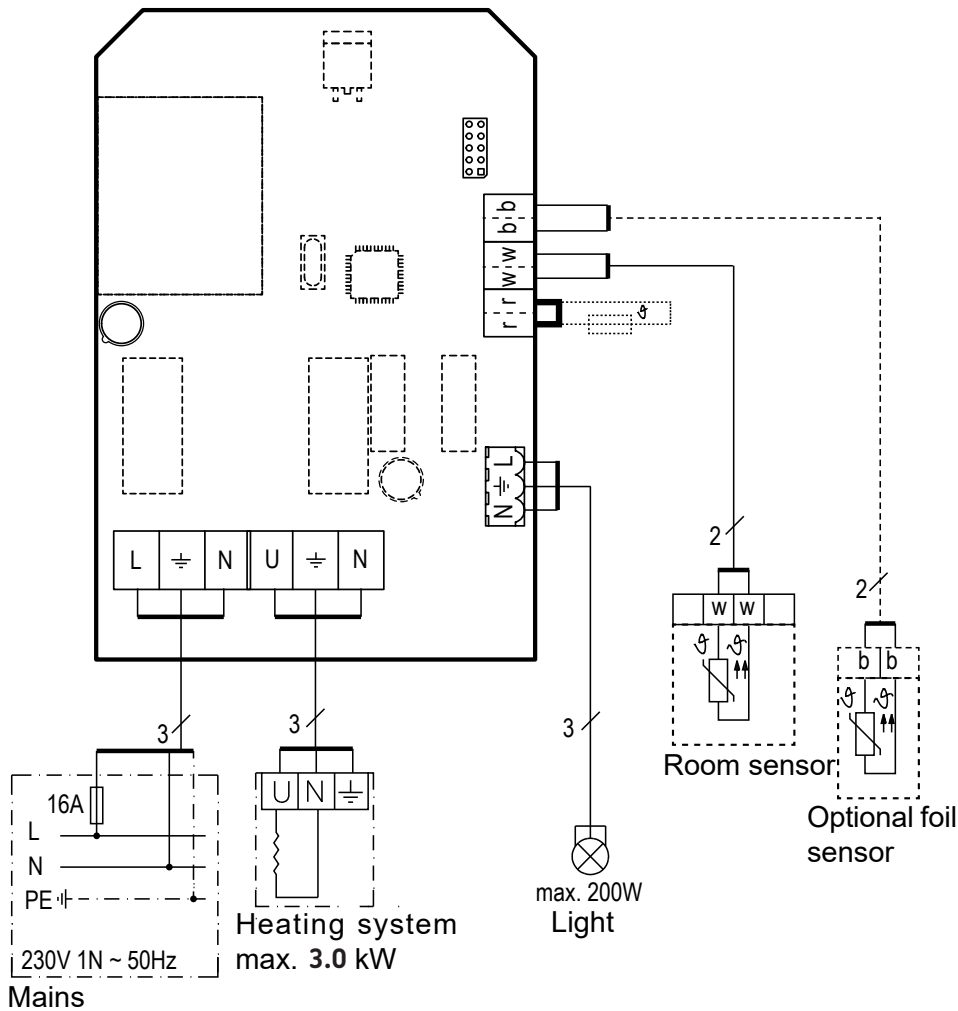 b b
w w
r r
ϑ
L
N
L
N
U
N
2
2
w w
ϑ ϑ
b b
ϑ ϑ
Room sensor
Optional foil
sensor
3
3
3
16A
L
N
PE
230V 1N ~ 50Hz
Mains
U N
Heating system
max. 3.0 kW
max. 200W
Light